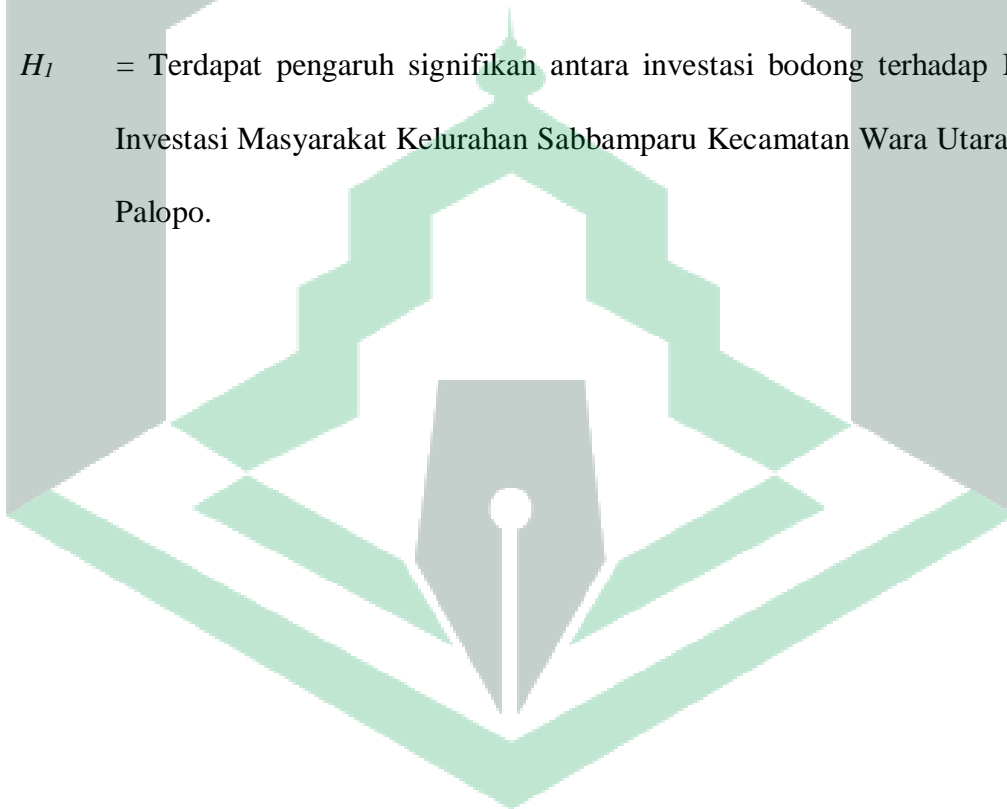 H1 = Terdapat pengaruh signifikan antara investasi bodong terhadap
Investasi Masyarakat Kelurahan Sabbamparu Kecamatan Wara Utara
Palopo.